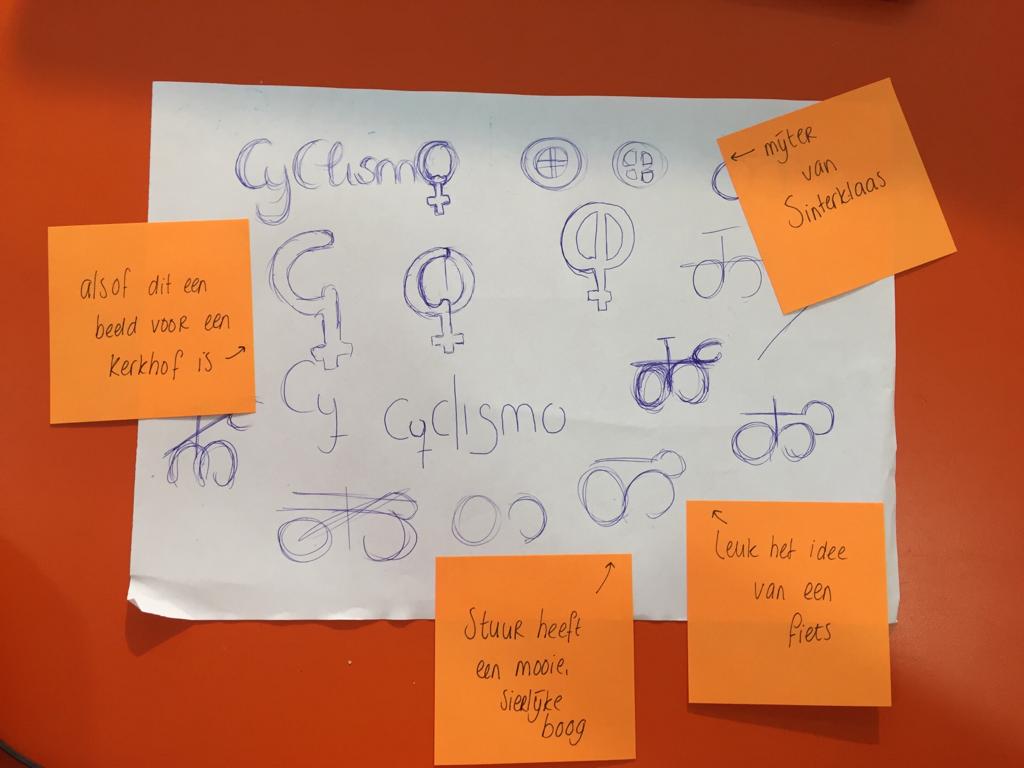 Cyclismo
← mijter
van
Sinterklaas
alsof dit een
beeld voor een
kerkhof is →
Cy
cyclismo
Stuur heeft
een mooie,
sierlijke
boog
leuk het idee
van een
fiets